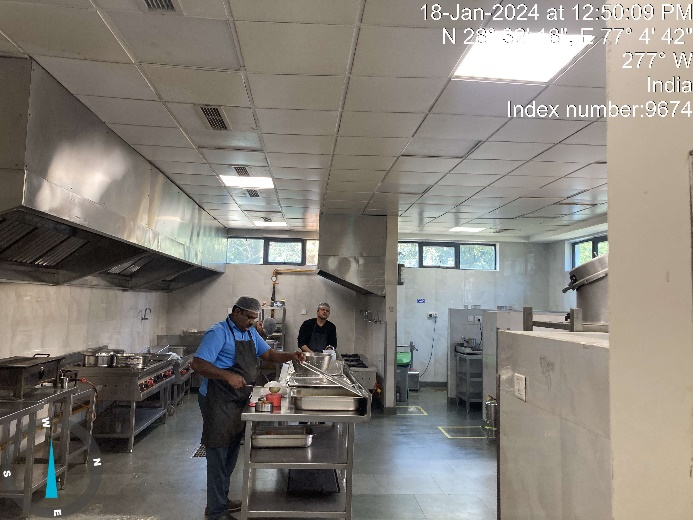 18-Jan-2024 at 12:50:09 PM
E 77° 4' 42"
277° W
India
Index number:9674
W
N
S
E